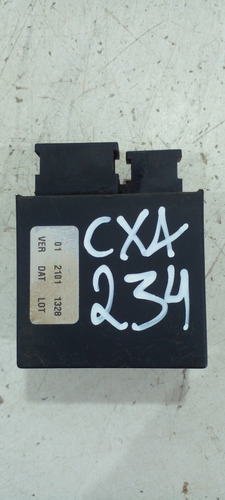 CXA
234
01 2101 1328
VER DAT LOT